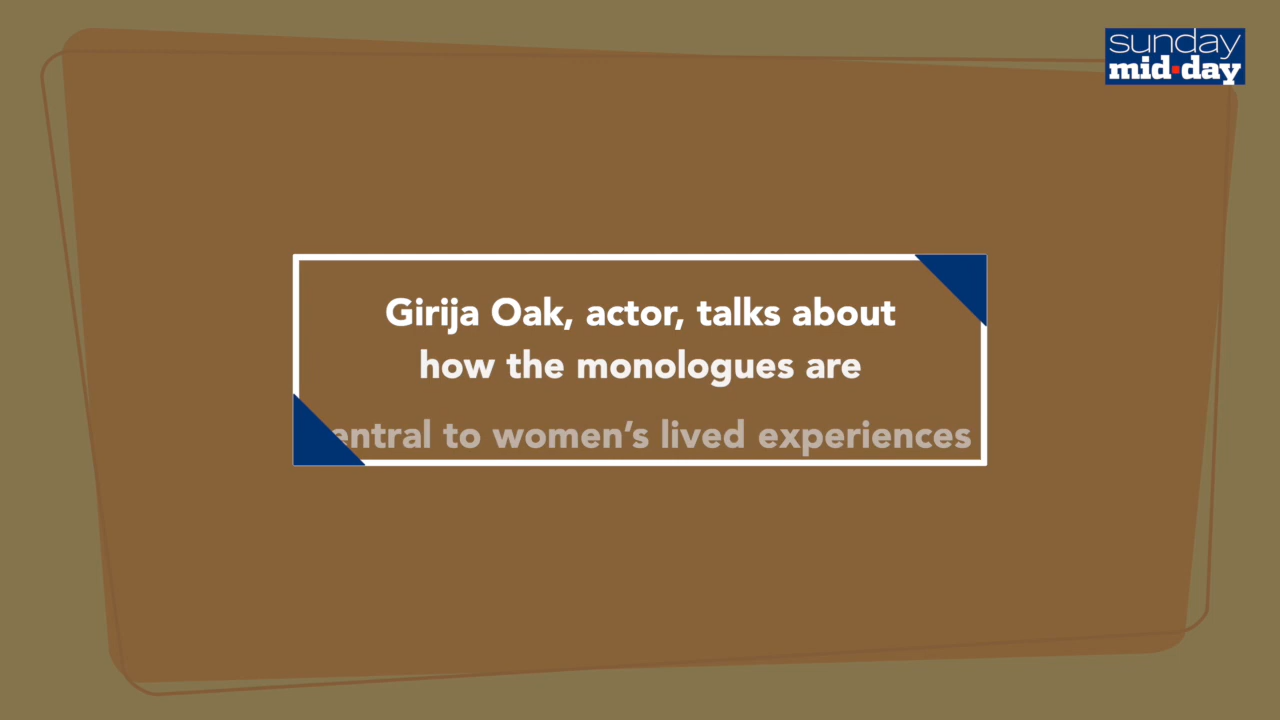 sunday
mid-day
Girija Oak, actor, talks about
how the monologues are
entral to women's lived experiences